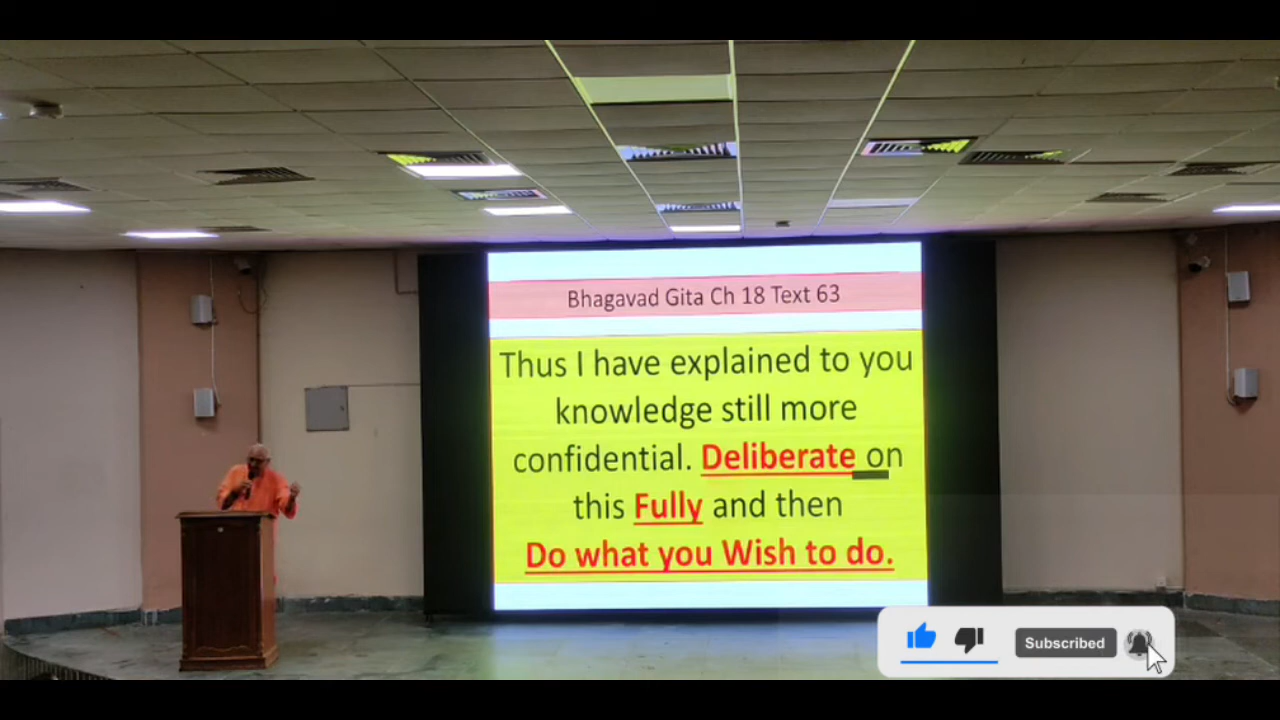 Bhagavad Gita Ch 18 Text 63
Thus I have explained to you
knowledge still more
confidential. Deliberate on
this Fully and then
Do what you Wish to do.
Subscribed